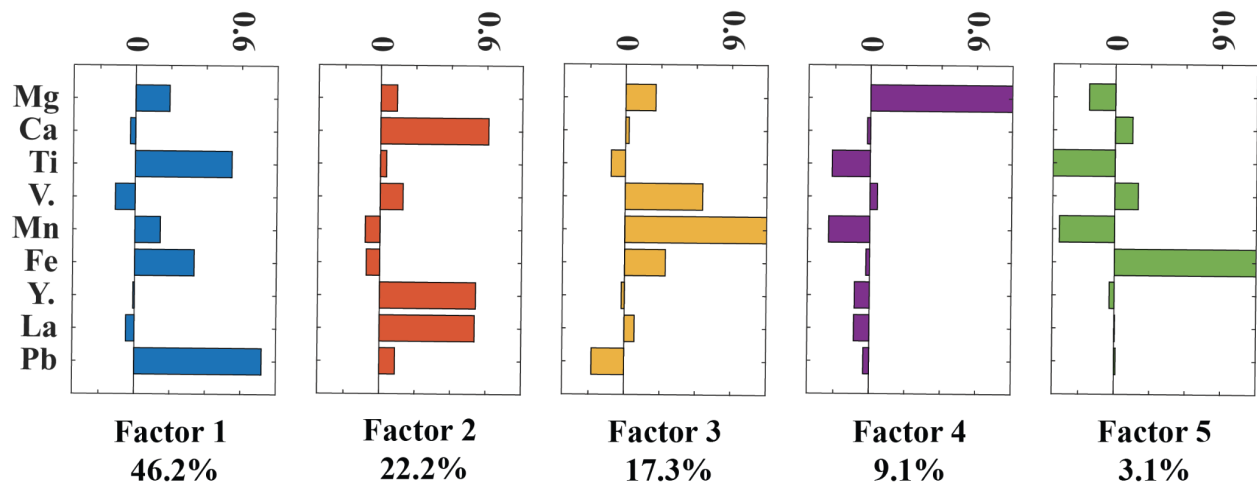 0 0.6 0 0.6 0 0.6 0 0.6 0 0.6
Mg
Ca
Ti
V.
Mn
Fe
Y.
La
Pb
Factor 1 Factor 2 Factor 3 Factor 4 Factor 5
46.2% 22.2% 17.3% 9.1% 3.1%